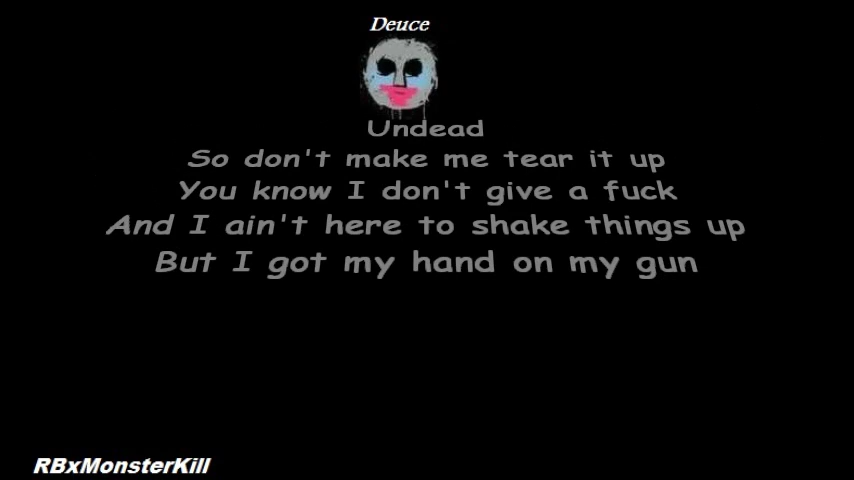 Deuce
Undead
So don't make me tear it up
You know I don't give a fuck
And I ain't here to shake things up
But I got my hand on my gun
RBxMonsterKill